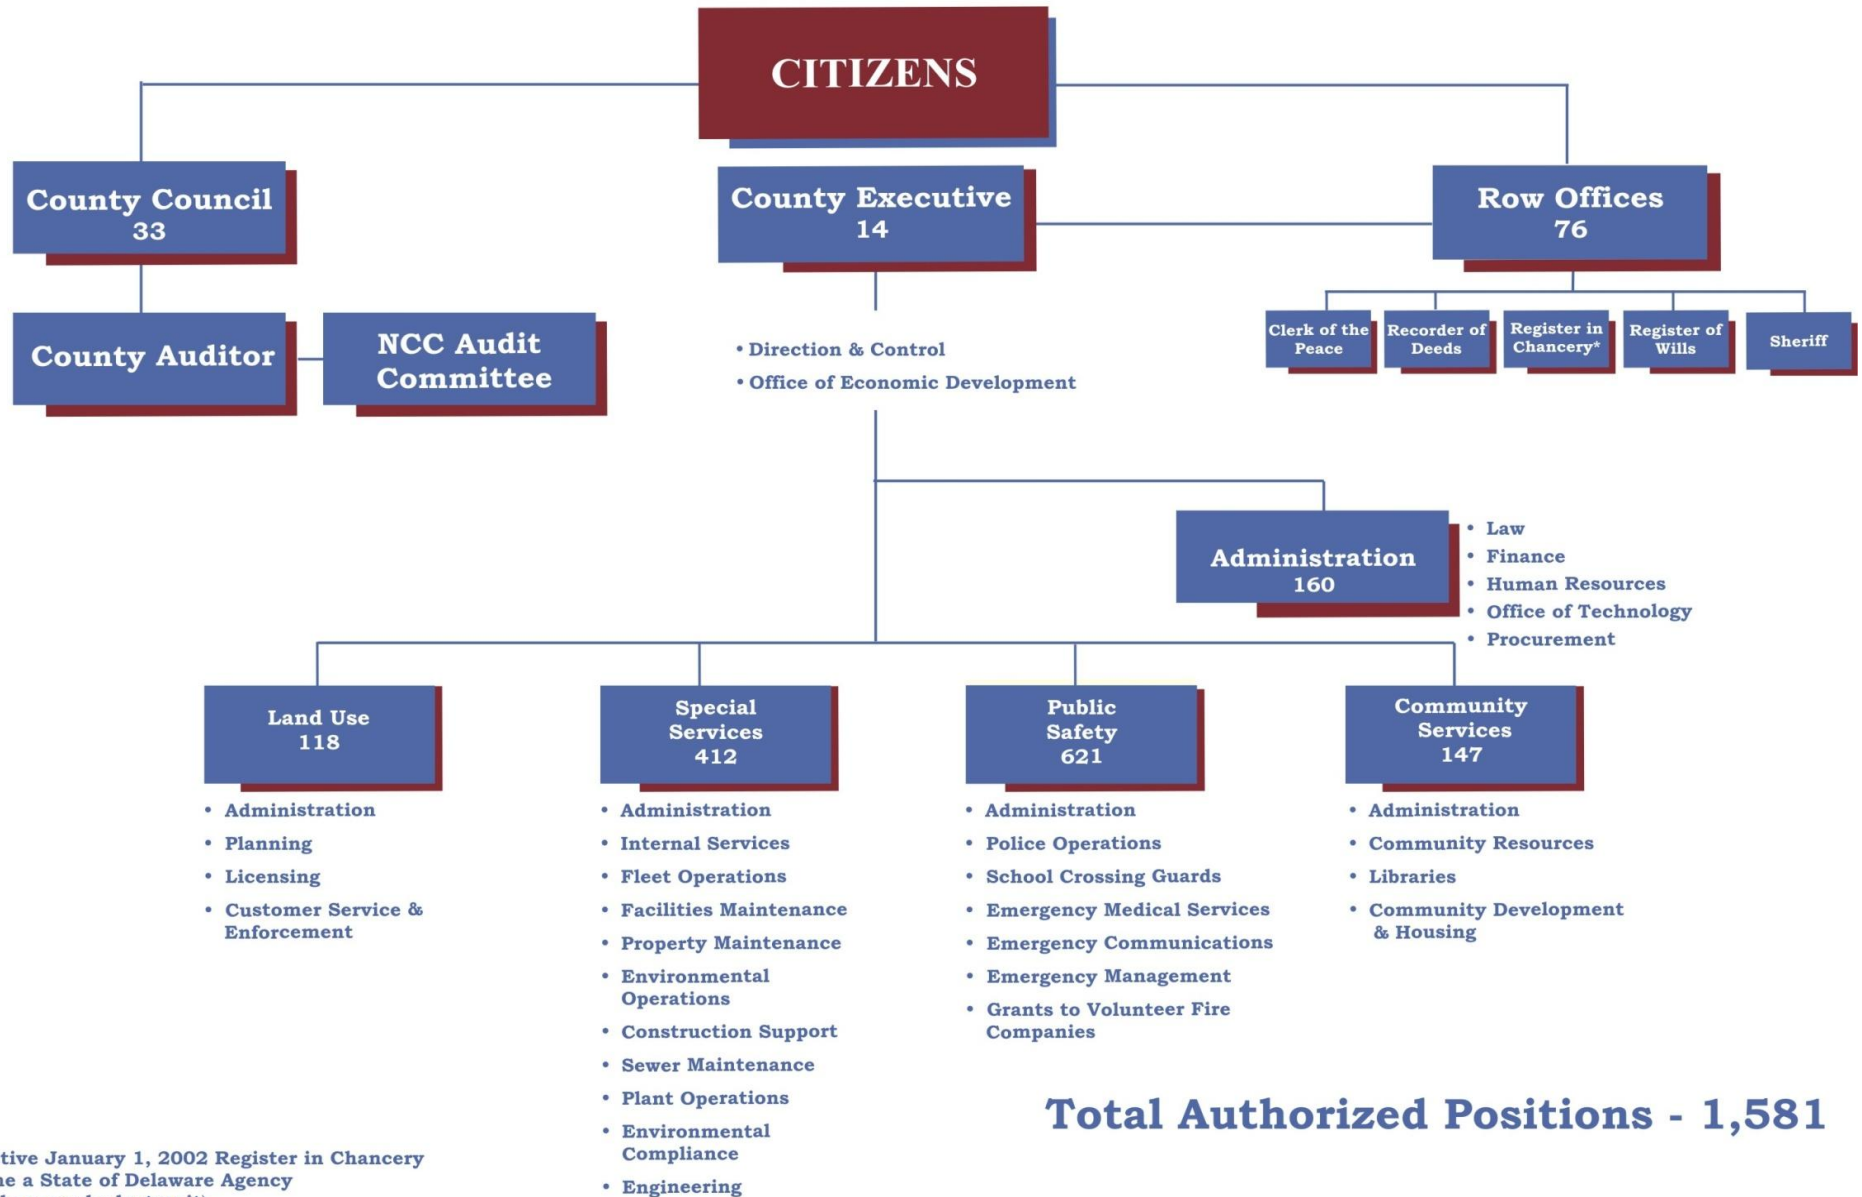 CITIZENS
County Council
33
County Executive
14
Row Offices
76
County Auditor
NCC Audit
Committee
• Direction & Control
• Office of Economic Development
Clerk of the
Peace
Recorder of
Deeds
Register in
Chancery*
Register of
Wills
Sheriff
Administration
160
• Law
• Finance
• Human Resources
• Office of Technology
• Procurement
Land Use
118
• Administration
• Planning
• Licensing
• Customer Service &
Enforcement
Special
Services
412
• Administration
• Internal Services
• Fleet Operations
• Facilities Maintenance
• Property Maintenance
• Environmental
Operations
• Construction Support
• Sewer Maintenance
• Plant Operations
• Environmental
Compliance
• Engineering
Public
Safety
621
• Administration
• Police Operations
• School Crossing Guards
• Emergency Medical Services
• Emergency Communications
• Emergency Management
• Grants to Volunteer Fire
Companies
Community
Services
147
• Administration
• Community Resources
• Libraries
• Community Development
& Housing
Total Authorized Positions - 1,581
tive January 1, 2002 Register in Chancery
ne a State of Delaware Agency